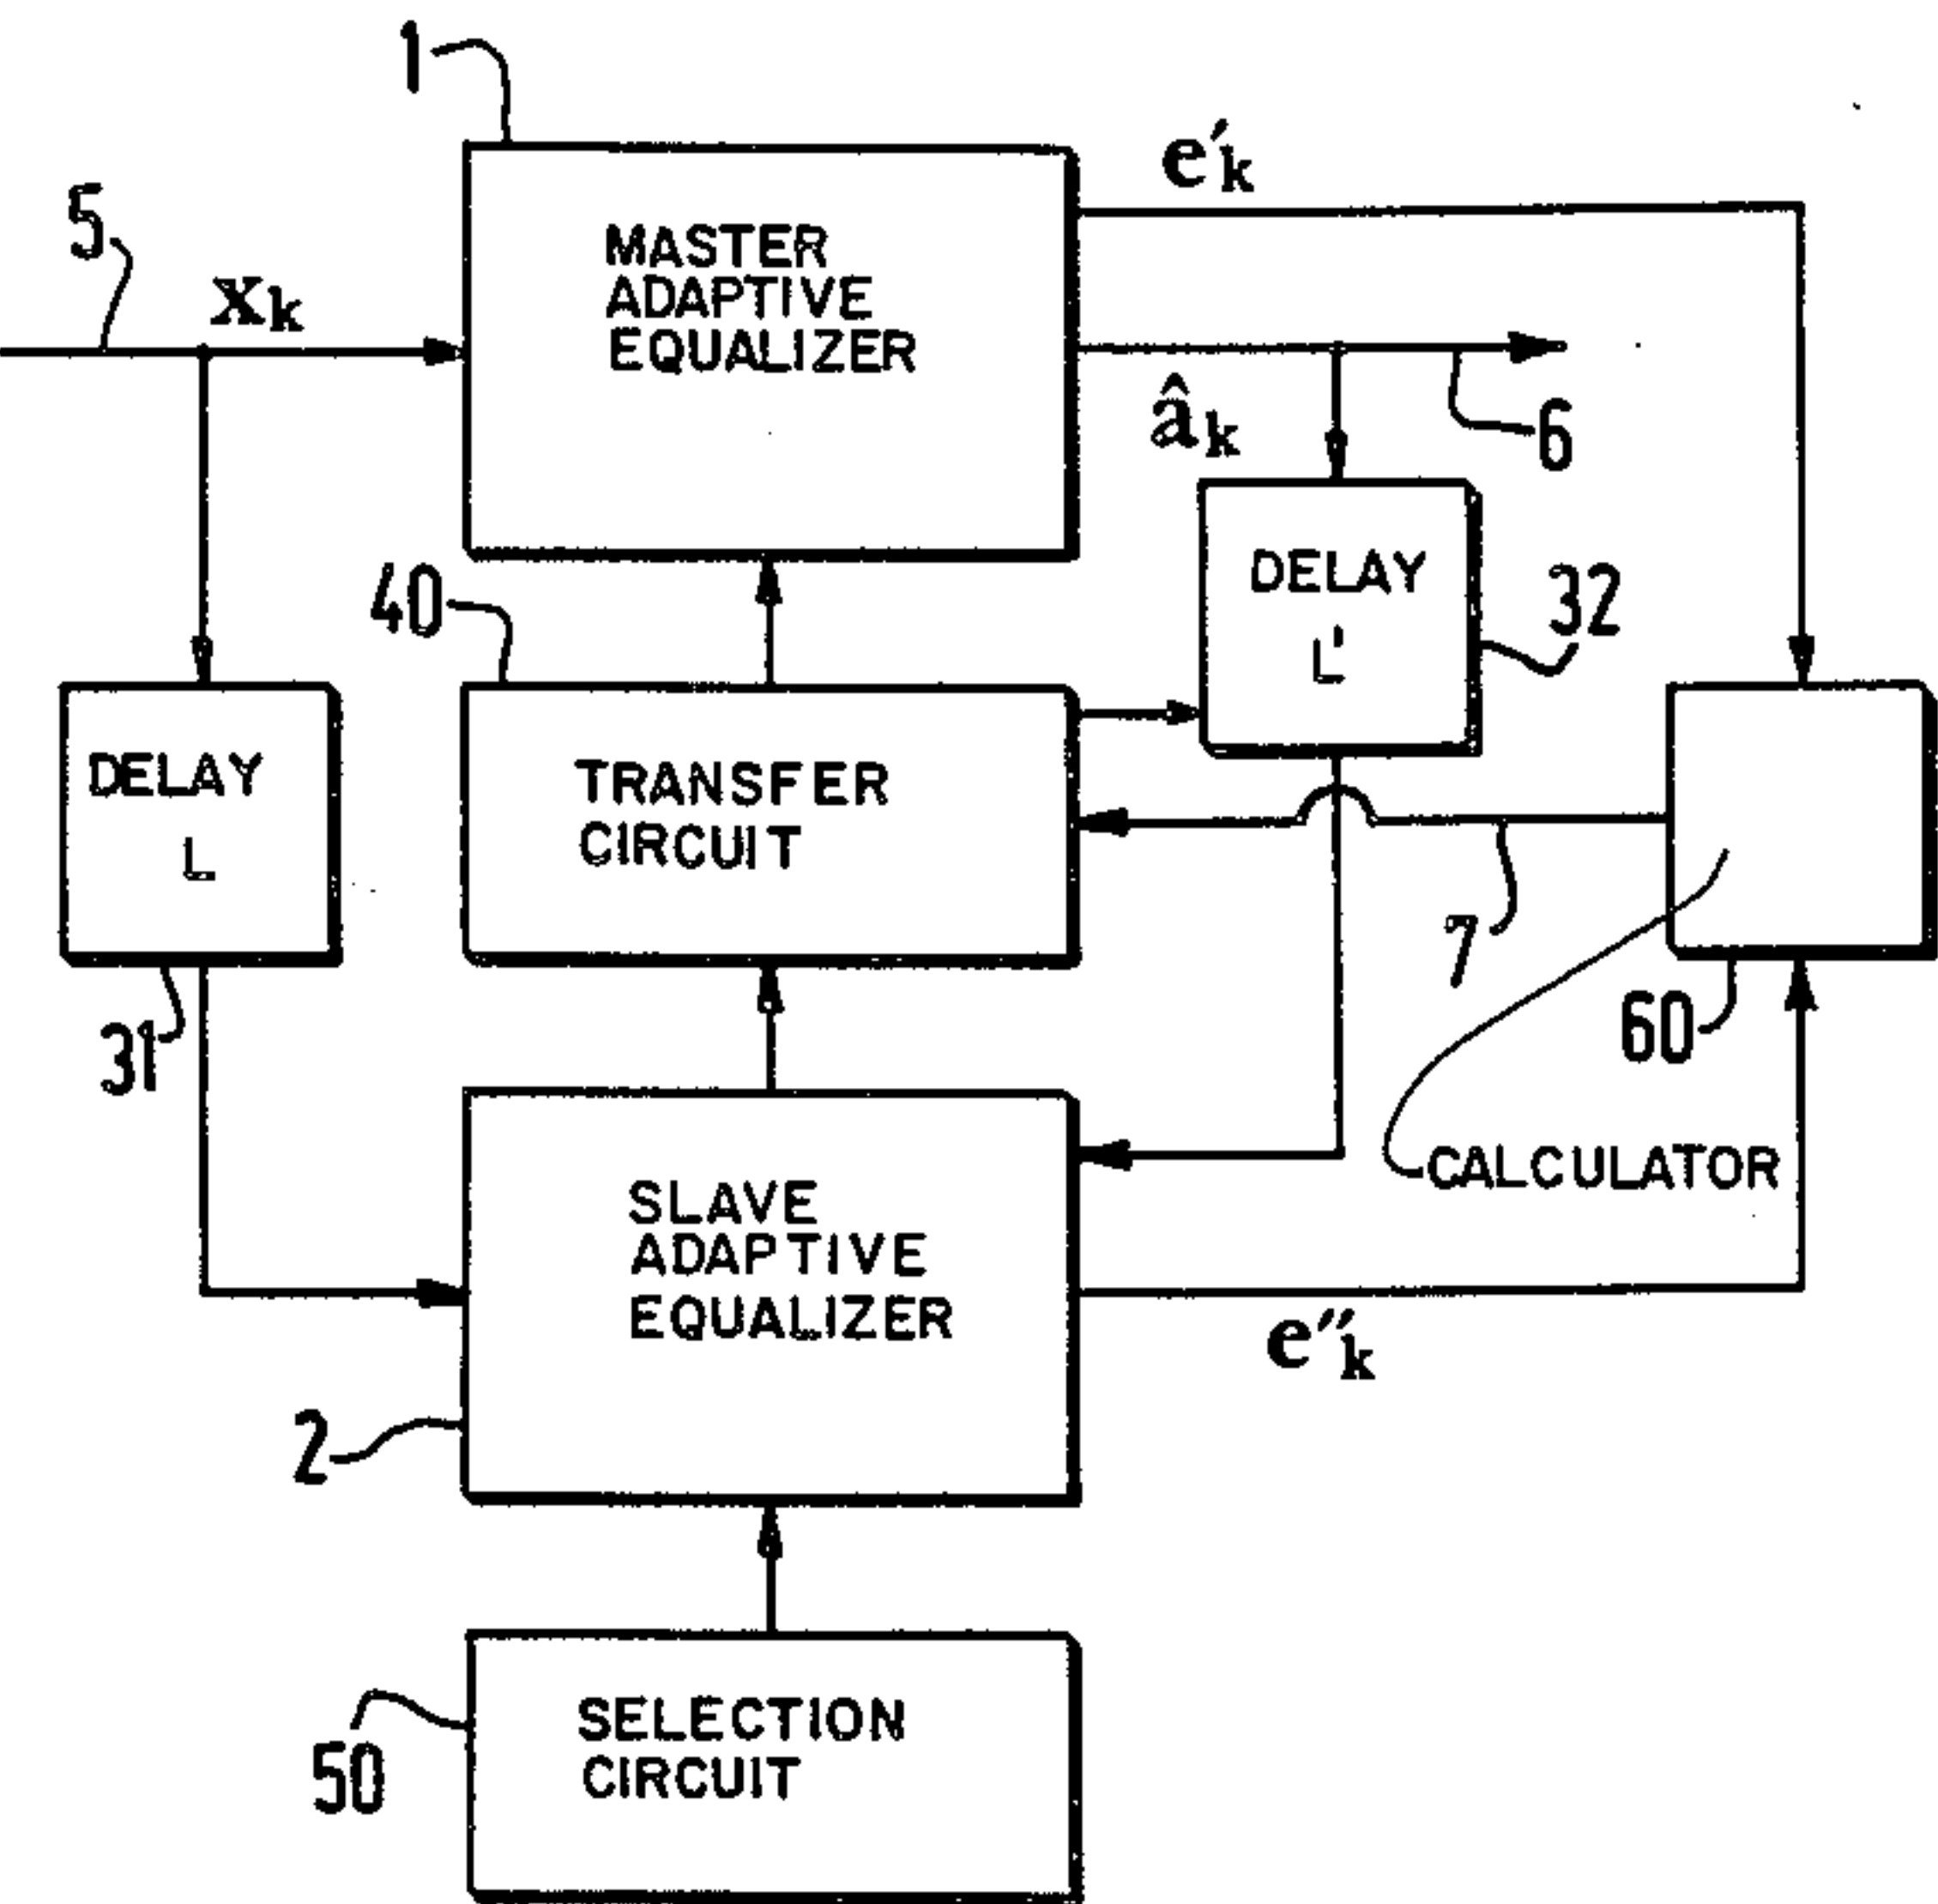 1
e'k
5
xk
MASTER
ADAPTIVE
EQUALIZER
âk
6
40
DELAY
L'
32
DELAY
L
TRANSFER
CIRCUIT
7
31
60
CALCULATOR
SLAVE
ADAPTIVE
EQUALIZER
e"k
2
SELECTION
CIRCUIT
50